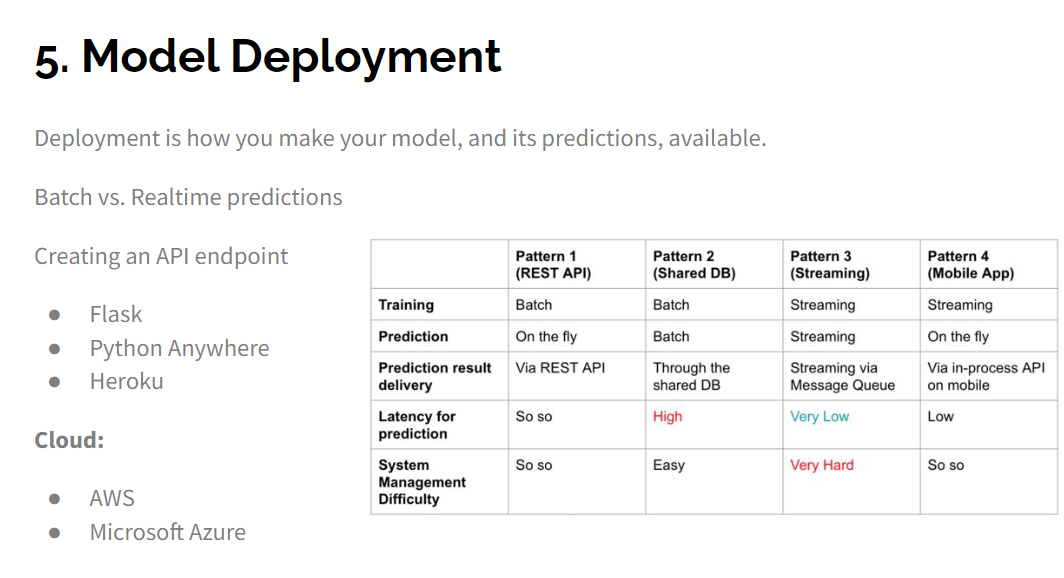 5. Model Deployment
Deployment is how you make your model, and its predictions, available.
Batch vs. Realtime predictions
Creating an API endpoint
● Flask
● Python Anywhere
● Heroku
Cloud:
● AWS
● Microsoft Azure
Pattern 1 Pattern 2 Pattern 3 Pattern 4
(REST API) (Shared DB) (Streaming) (Mobile App)
Training Batch Batch Streaming Streaming
Prediction On the fly Batch Streaming On the fly
Prediction result Via REST API Through the Streaming via Via in-process API
delivery shared DB Message Queue on mobile
Latency for So so High Very Low Low
prediction
System So so Easy Very Hard So so
Management
Difficulty